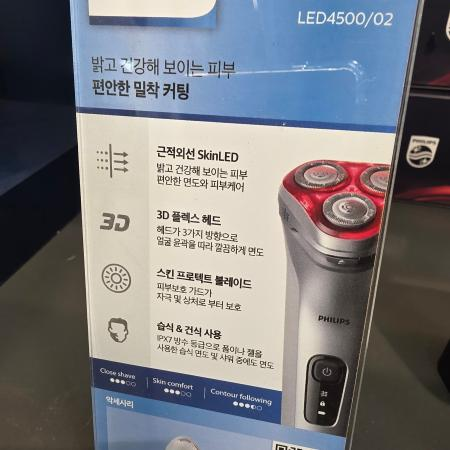 LED4500/02
밝고 건강해 보이는 피부
편안한 밀착 커팅
근적외선 SkinLED
밝고 건강해 보이는 피부
편안한 면도와 피부케어
3D
3D 플렉스 헤드
헤드가 3가지 방향으로
얼굴 윤곽을 따라 깔끔하게 면도
스킨 프로텍트 블레이드
피부보호 가드가
자극 및 상처로 부터 보호
습식 & 건식 사용
IPX7 방수 등급으로 폼이나 젤을
사용한 습식 면도 및 샤워 중에도 면도
PHILIPS
PHILIPS
Close shave
Skin comfort
Contour following
악세사리